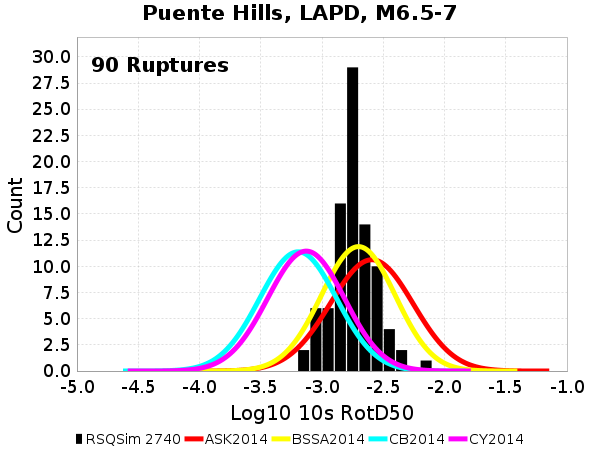 Puente Hills, LAPD, M6.5-7
90 Ruptures
30.0
27.5
25.0
22.5
20.0
17.5
15.0
12.5
10.0
7.5
5.0
2.5
0.0
Count
-5.0 -4.5 -4.0 -3.5 -3.0 -2.5 -2.0 -1.5 -1.0
Log10 10s RotD50
RSQSim 2740 ASK2014 BSSA2014 CB2014 CY2014